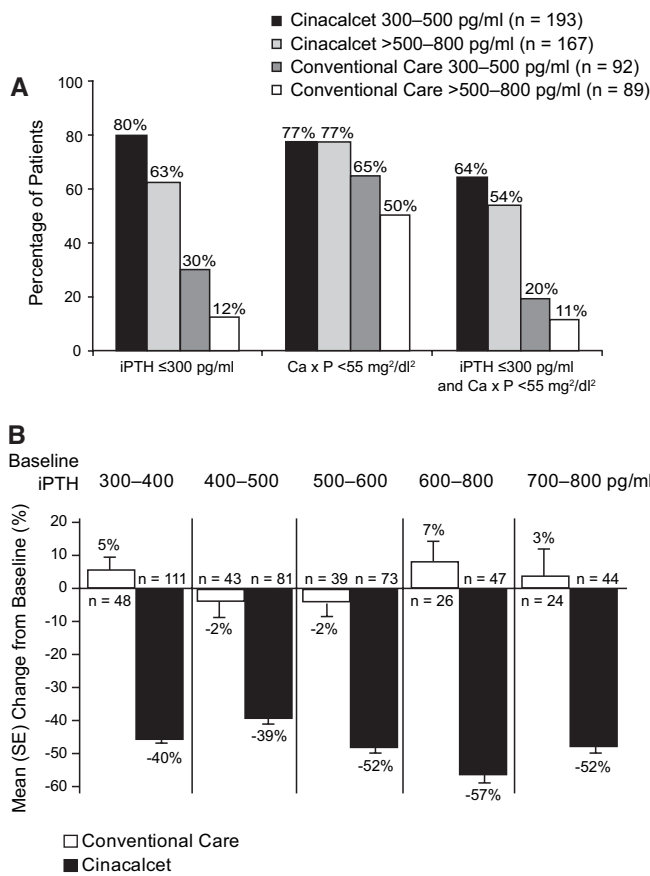 Cinacalcet 300–500 pg/ml (n = 193)
Cinacalcet >500–800 pg/ml (n = 167)
Conventional Care 300–500 pg/ml (n = 92)
Conventional Care >500–800 pg/ml (n = 89)
A
Percentage of Patients
100
80
60
40
20
0
80%
63%
30%
12%
77% 77%
65%
50%
64%
54%
20%
11%
iPTH ≤300 pg/ml
Ca x P <55 mg²/dl²
iPTH ≤300 pg/ml
and Ca x P <55 mg²/dl²
B
Baseline
iPTH 300–400 400–500 500–600 600–800 700–800 pg/ml
Mean (SE) Change from Baseline (%)
20
10
0
-10
-20
-30
-40
-50
-60
5%
n = 111
n = 48
-40%
n = 43 n = 81
-2%
-39%
n = 39 n = 73
-2%
-52%
7%
n = 47
n = 26
-57%
3%
n = 44
n = 24
-52%
Conventional Care
Cinacalcet